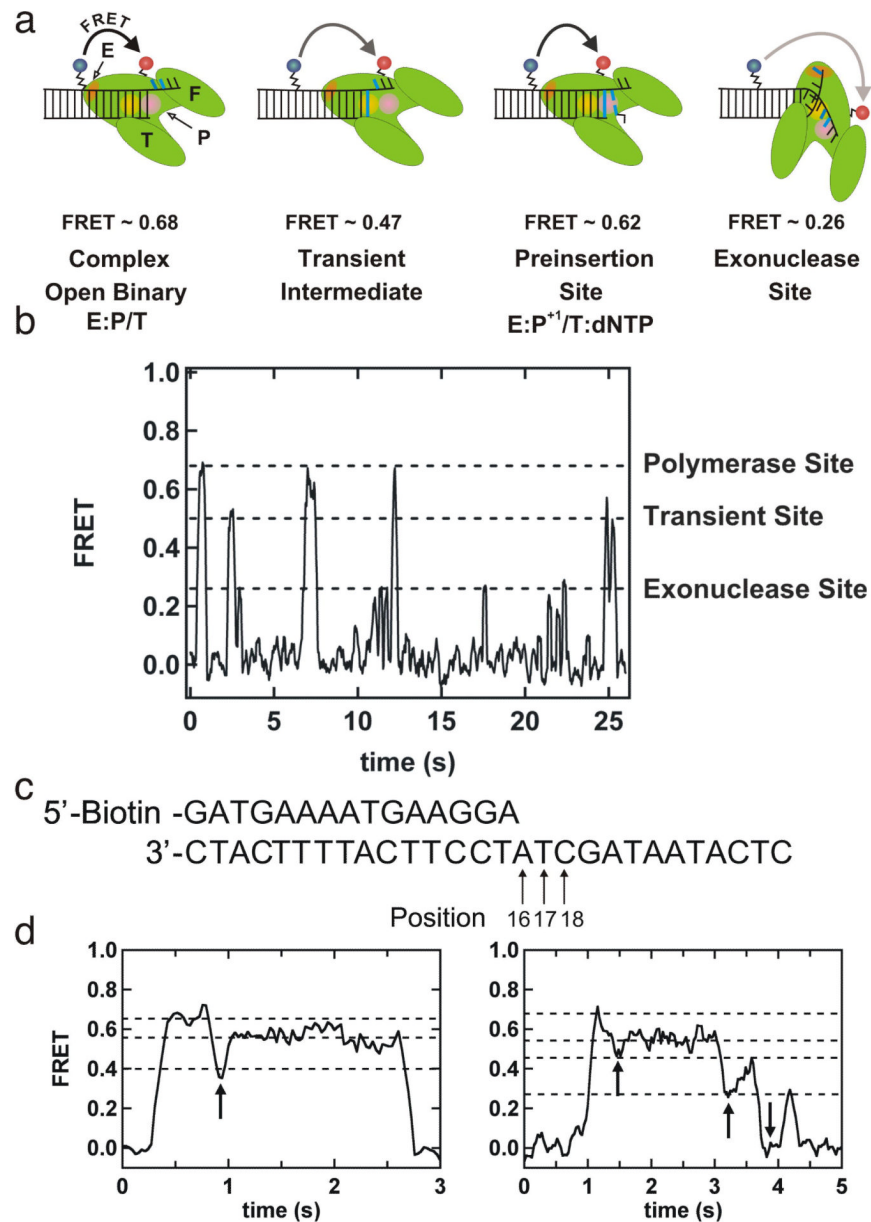 a
FRET
E
F
T
P
FRET ~ 0.68
Complex
Open Binary
E:P/T
FRET ~ 0.47
Transient
Intermediate
FRET ~ 0.62
Preinsertion
Site
E:P+1/T:dNTP
FRET ~ 0.26
Exonuclease
Site
b
FRET
1.0
0.8
0.6
0.4
0.2
0.0
Polymerase Site
Transient Site
Exonuclease Site
0 5 10 15 20 25
time (s)
c
5’-Biotin -GATGAAAATGAAGGA
3’-CTACTTTTACTTCCTATCGATAATACTC
Position 16 17 18
d
FRET
1.0
0.8
0.6
0.4
0.2
0.0
0 1 2 3
time (s)
1.0
0.8
0.6
0.4
0.2
0.0
0 1 2 3 4 5
time (s)